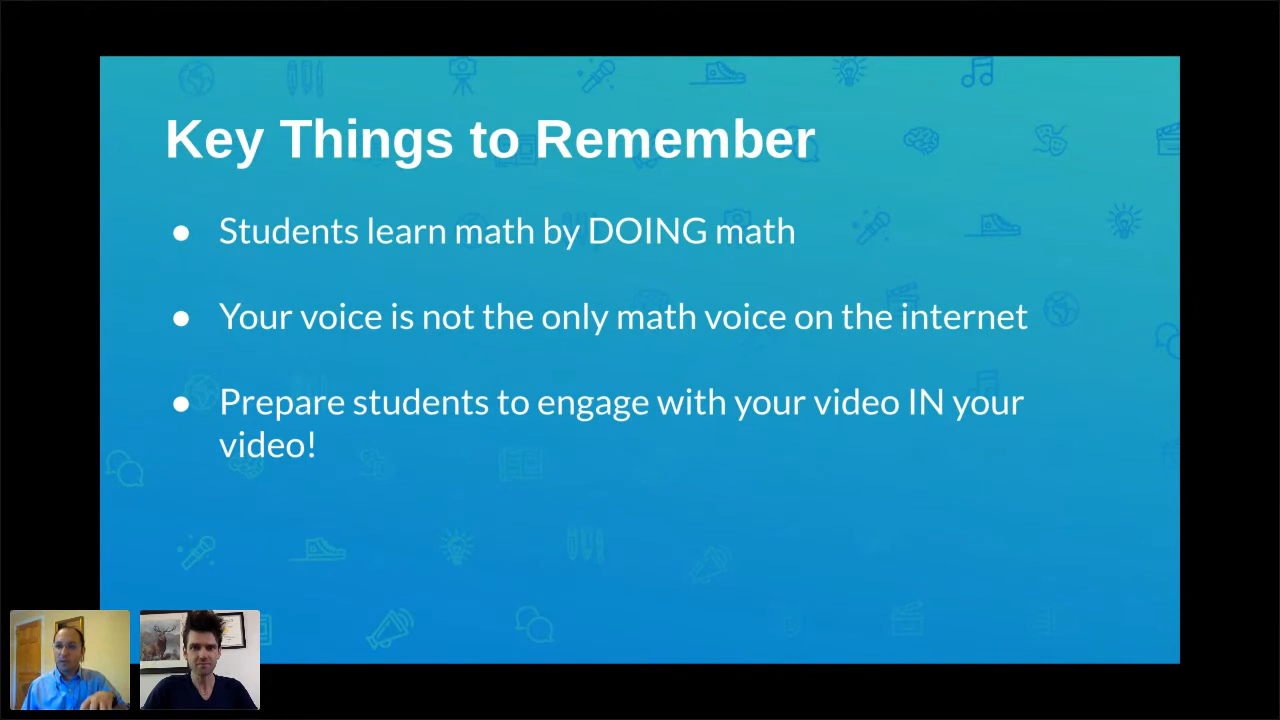 Key Things to Remember
● Students learn math by DOING math
● Your voice is not the only math voice on the internet
● Prepare students to engage with your video IN your
video!